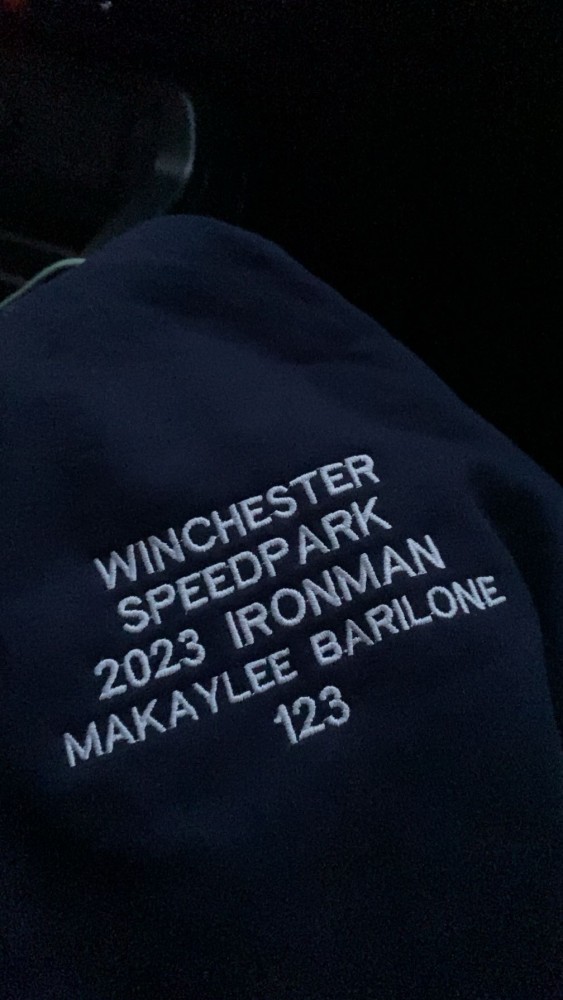 WINCHESTER
SPEEDPARK
2023 IRONMAN
MAKAYLEE BARILONE
123